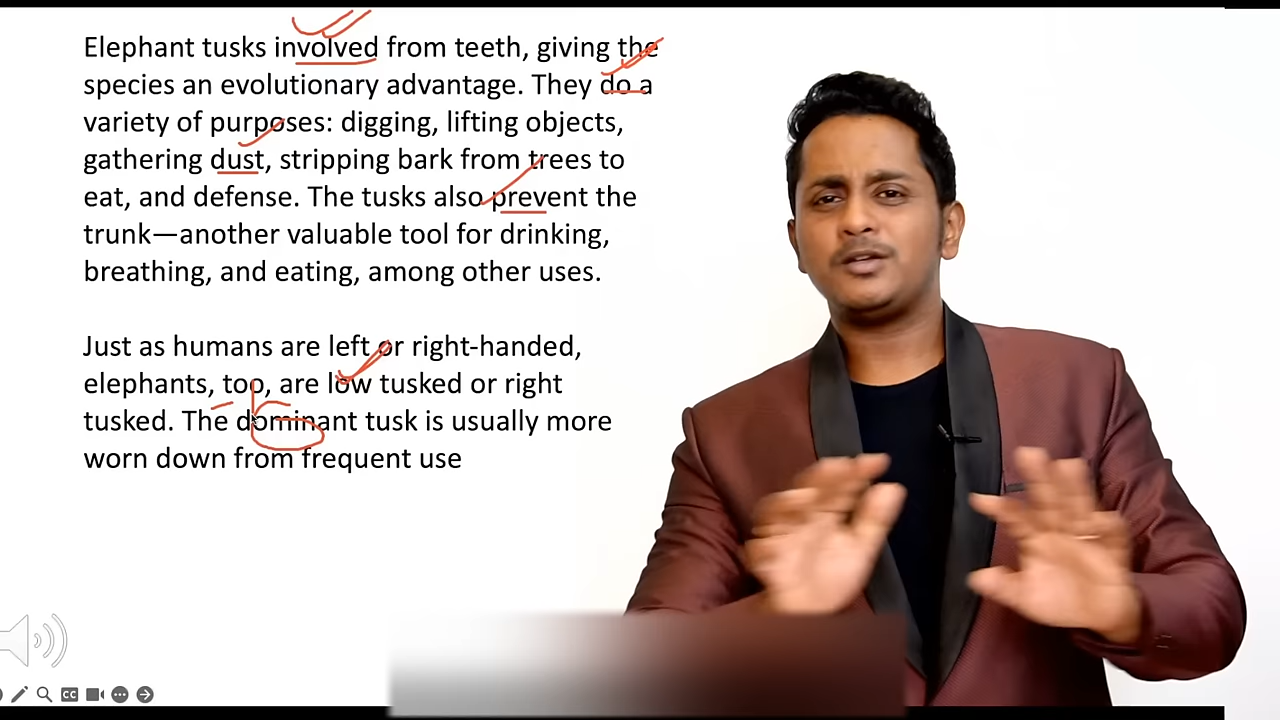 Elephant tusks involved from teeth, giving the
species an evolutionary advantage. They do a
variety of purposes: digging, lifting objects,
gathering dust, stripping bark from trees to
eat, and defense. The tusks also prevent the
trunk—another valuable tool for drinking,
breathing, and eating, among other uses.
Just as humans are left or right-handed,
elephants, top, are low tusked or right
tusked. The dominant tusk is usually more
worn down from frequent use
CC